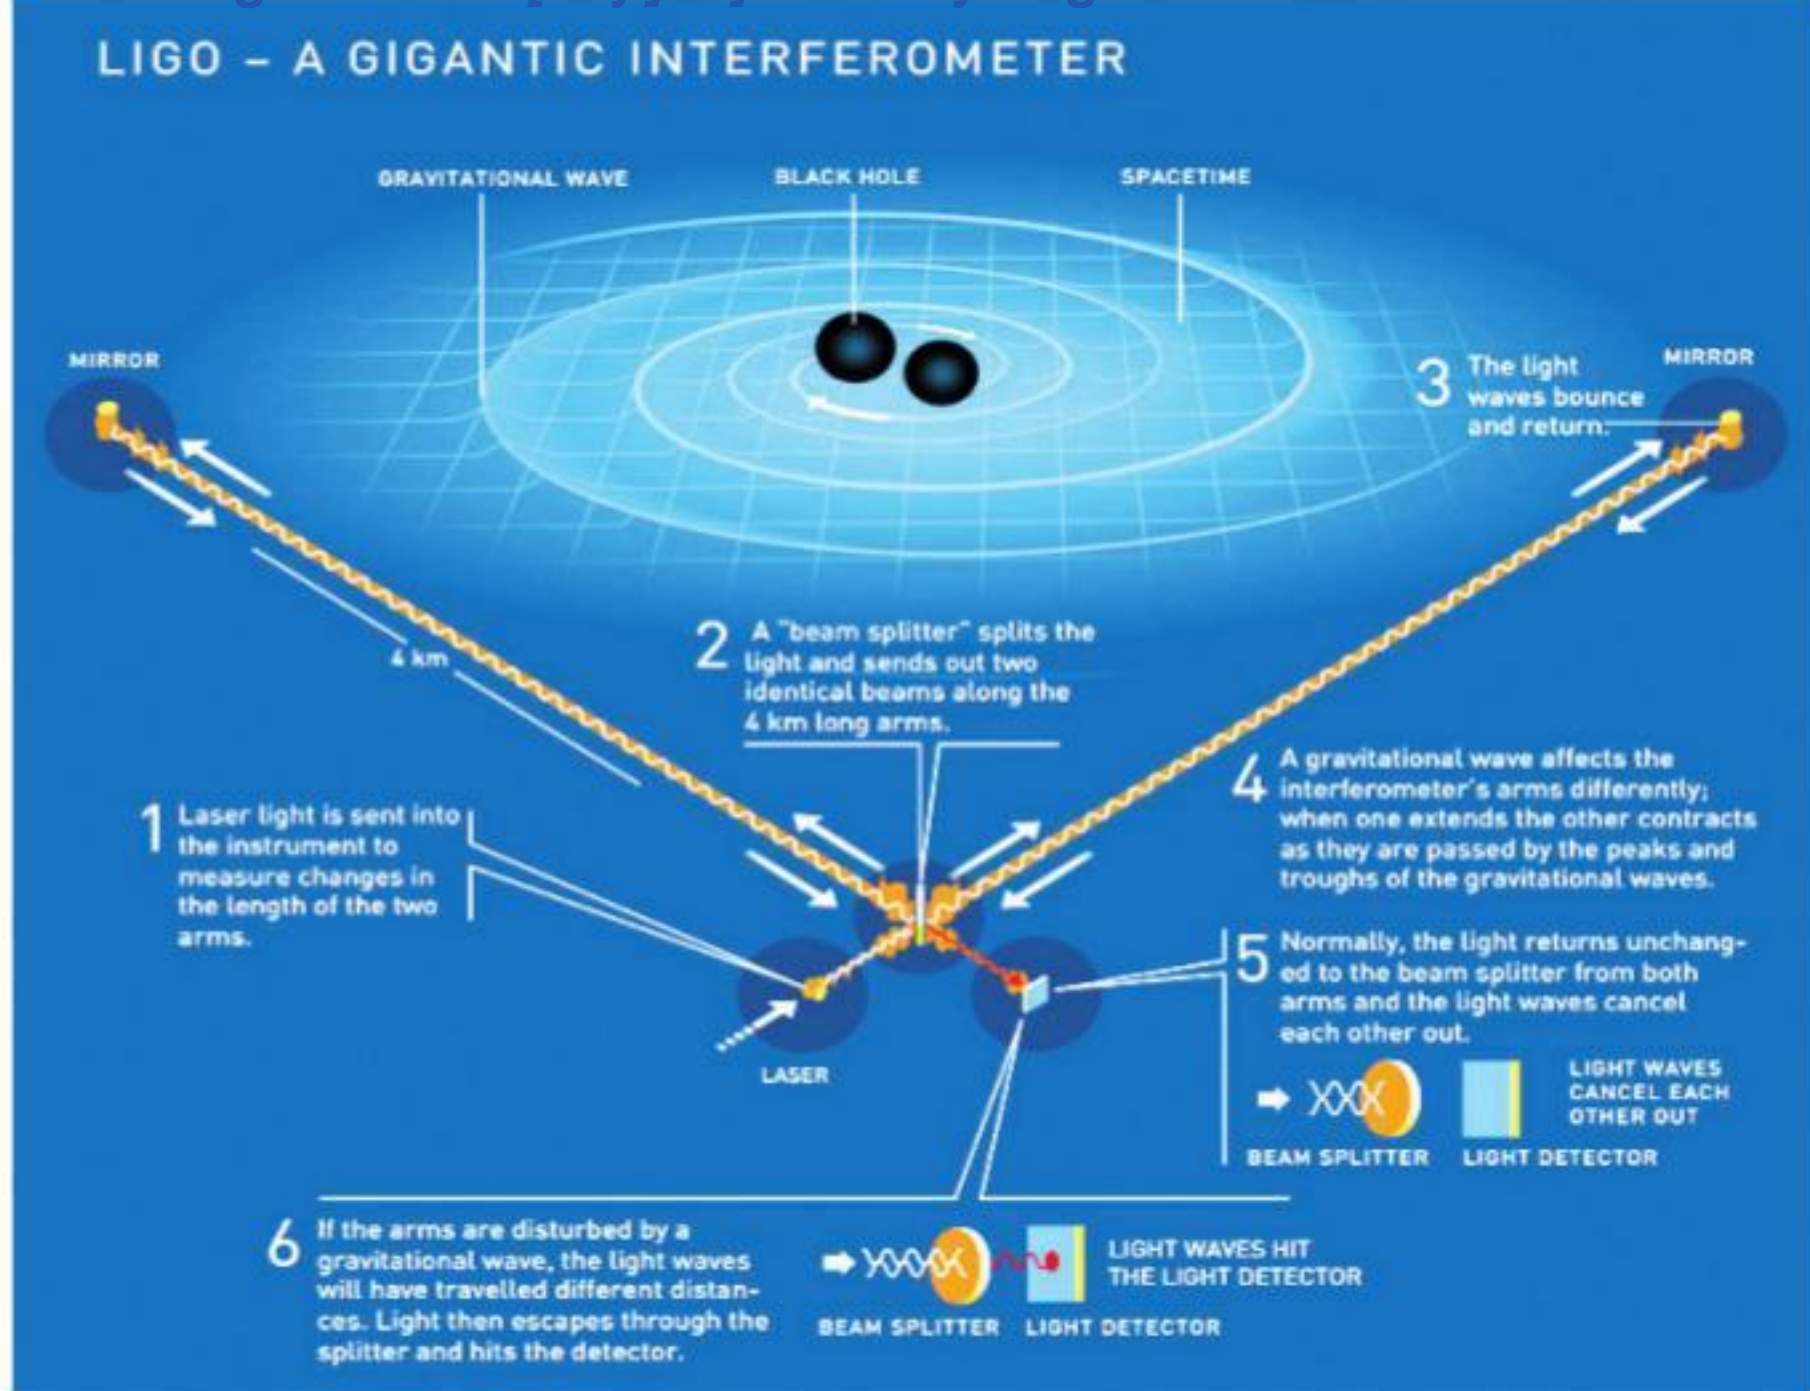 LIGO – A GIGANTIC INTERFEROMETER
GRAVITATIONAL WAVE
BLACK HOLE
SPACETIME
MIRROR
MIRROR
3 The light
waves bounce
and return.
4 km
2 A "beam splitter" splits the
light and sends out two
identical beams along the
4 km long arms.
1 Laser light is sent into
the instrument to
measure changes in
the length of the two
arms.
4 A gravitational wave affects the
interferometer's arms differently;
when one extends the other contracts
as they are passed by the peaks and
troughs of the gravitational waves.
LASER
5 Normally, the light returns unchang-
ed to the beam splitter from both
arms and the light waves cancel
each other out.
LIGHT WAVES
CANCEL EACH
OTHER OUT
BEAM SPLITTER
LIGHT DETECTOR
6 If the arms are disturbed by a
gravitational wave, the light waves
will have travelled different distan-
ces. Light then escapes through the
splitter and hits the detector.
LIGHT WAVES HIT
THE LIGHT DETECTOR
BEAM SPLITTER
LIGHT DETECTOR